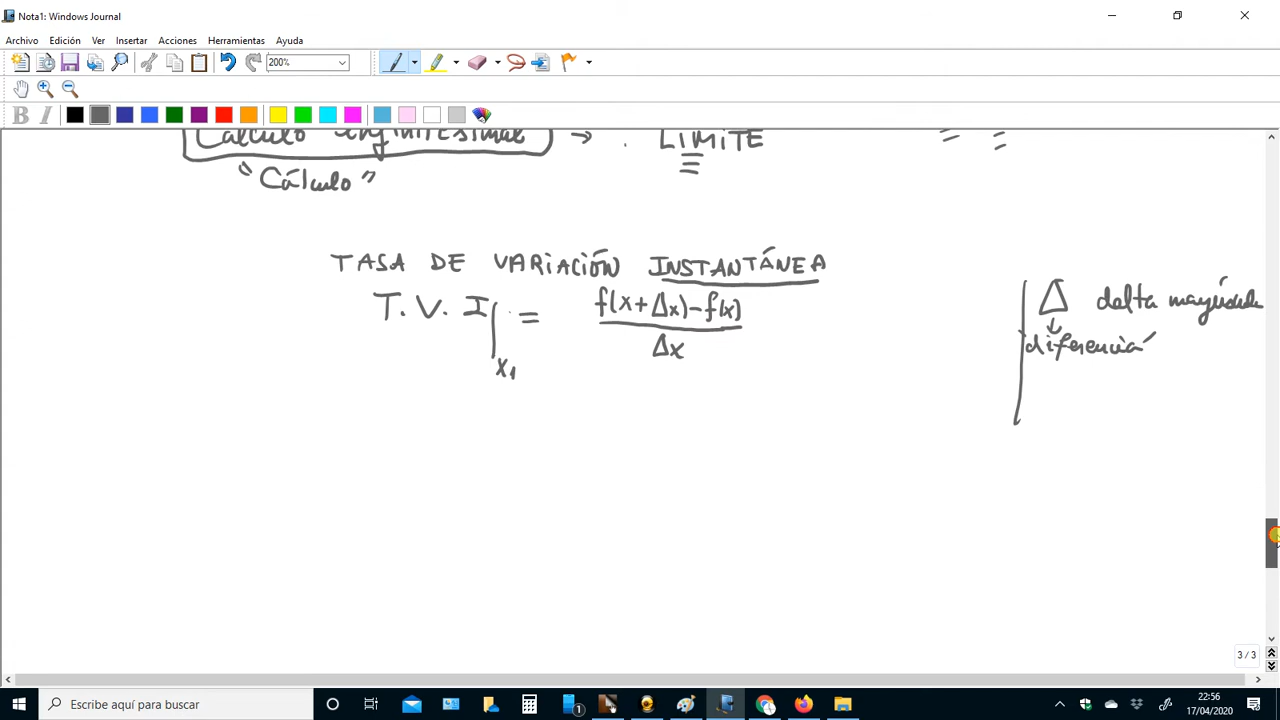 Nota1: Windows Journal
Archivo Edición Ver Insertar Acciones Herramientas Ayuda
200%
B I
Cálculo infinitesimal → LÍMITE
"Cálculo"
TASA DE VARIACIÓN INSTANTÁNEA
T.V.I|x1 = f(x+Δx)-f(x)
Δx
Δ delta mayúscula
diferencia
3 / 3
Escribe aquí para buscar
1
22:56
17/04/2020